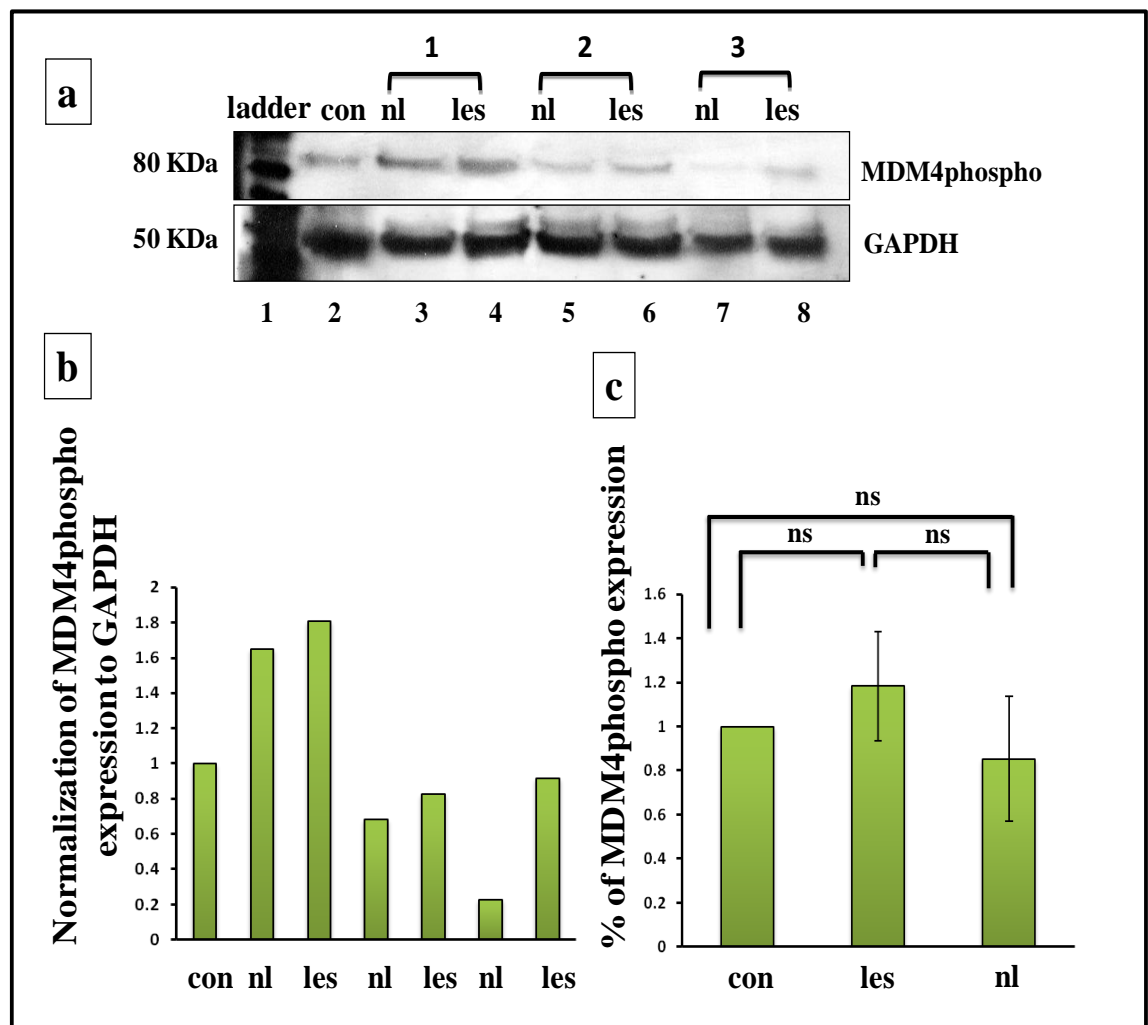 a
1 2 3
ladder con nl les nl les nl les
80 KDa
MDM4phospho
50 KDa
GAPDH
1 2 3 4 5 6 7 8
b
Normalization of MDM4phospho
expressionto GAPDH
2
1.8
1.6
1.4
1.2
1
0.8
0.6
0.4
0.2
0
con nl les nl les nl les
c
% of MDM4phospho expression
ns
ns ns
1.6
1.4
1.2
1
0.8
0.6
0.4
0.2
0
con les nl